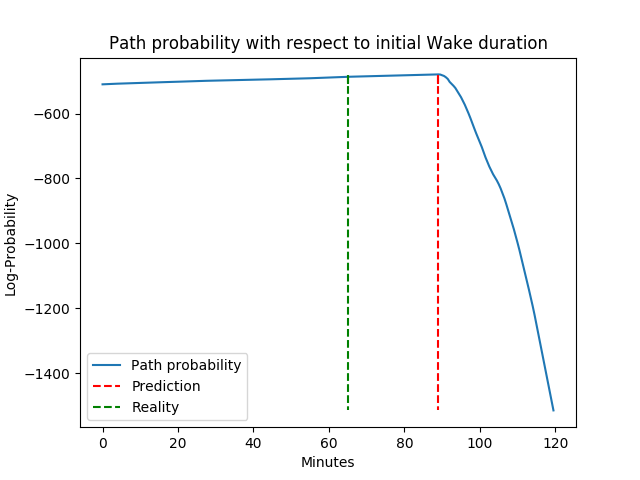 Path probability with respect to initial Wake duration
Log-Probability
−600
−800
−1000
−1200
−1400
Path probability
Prediction
Reality
0 20 40 60 80 100 120
Minutes